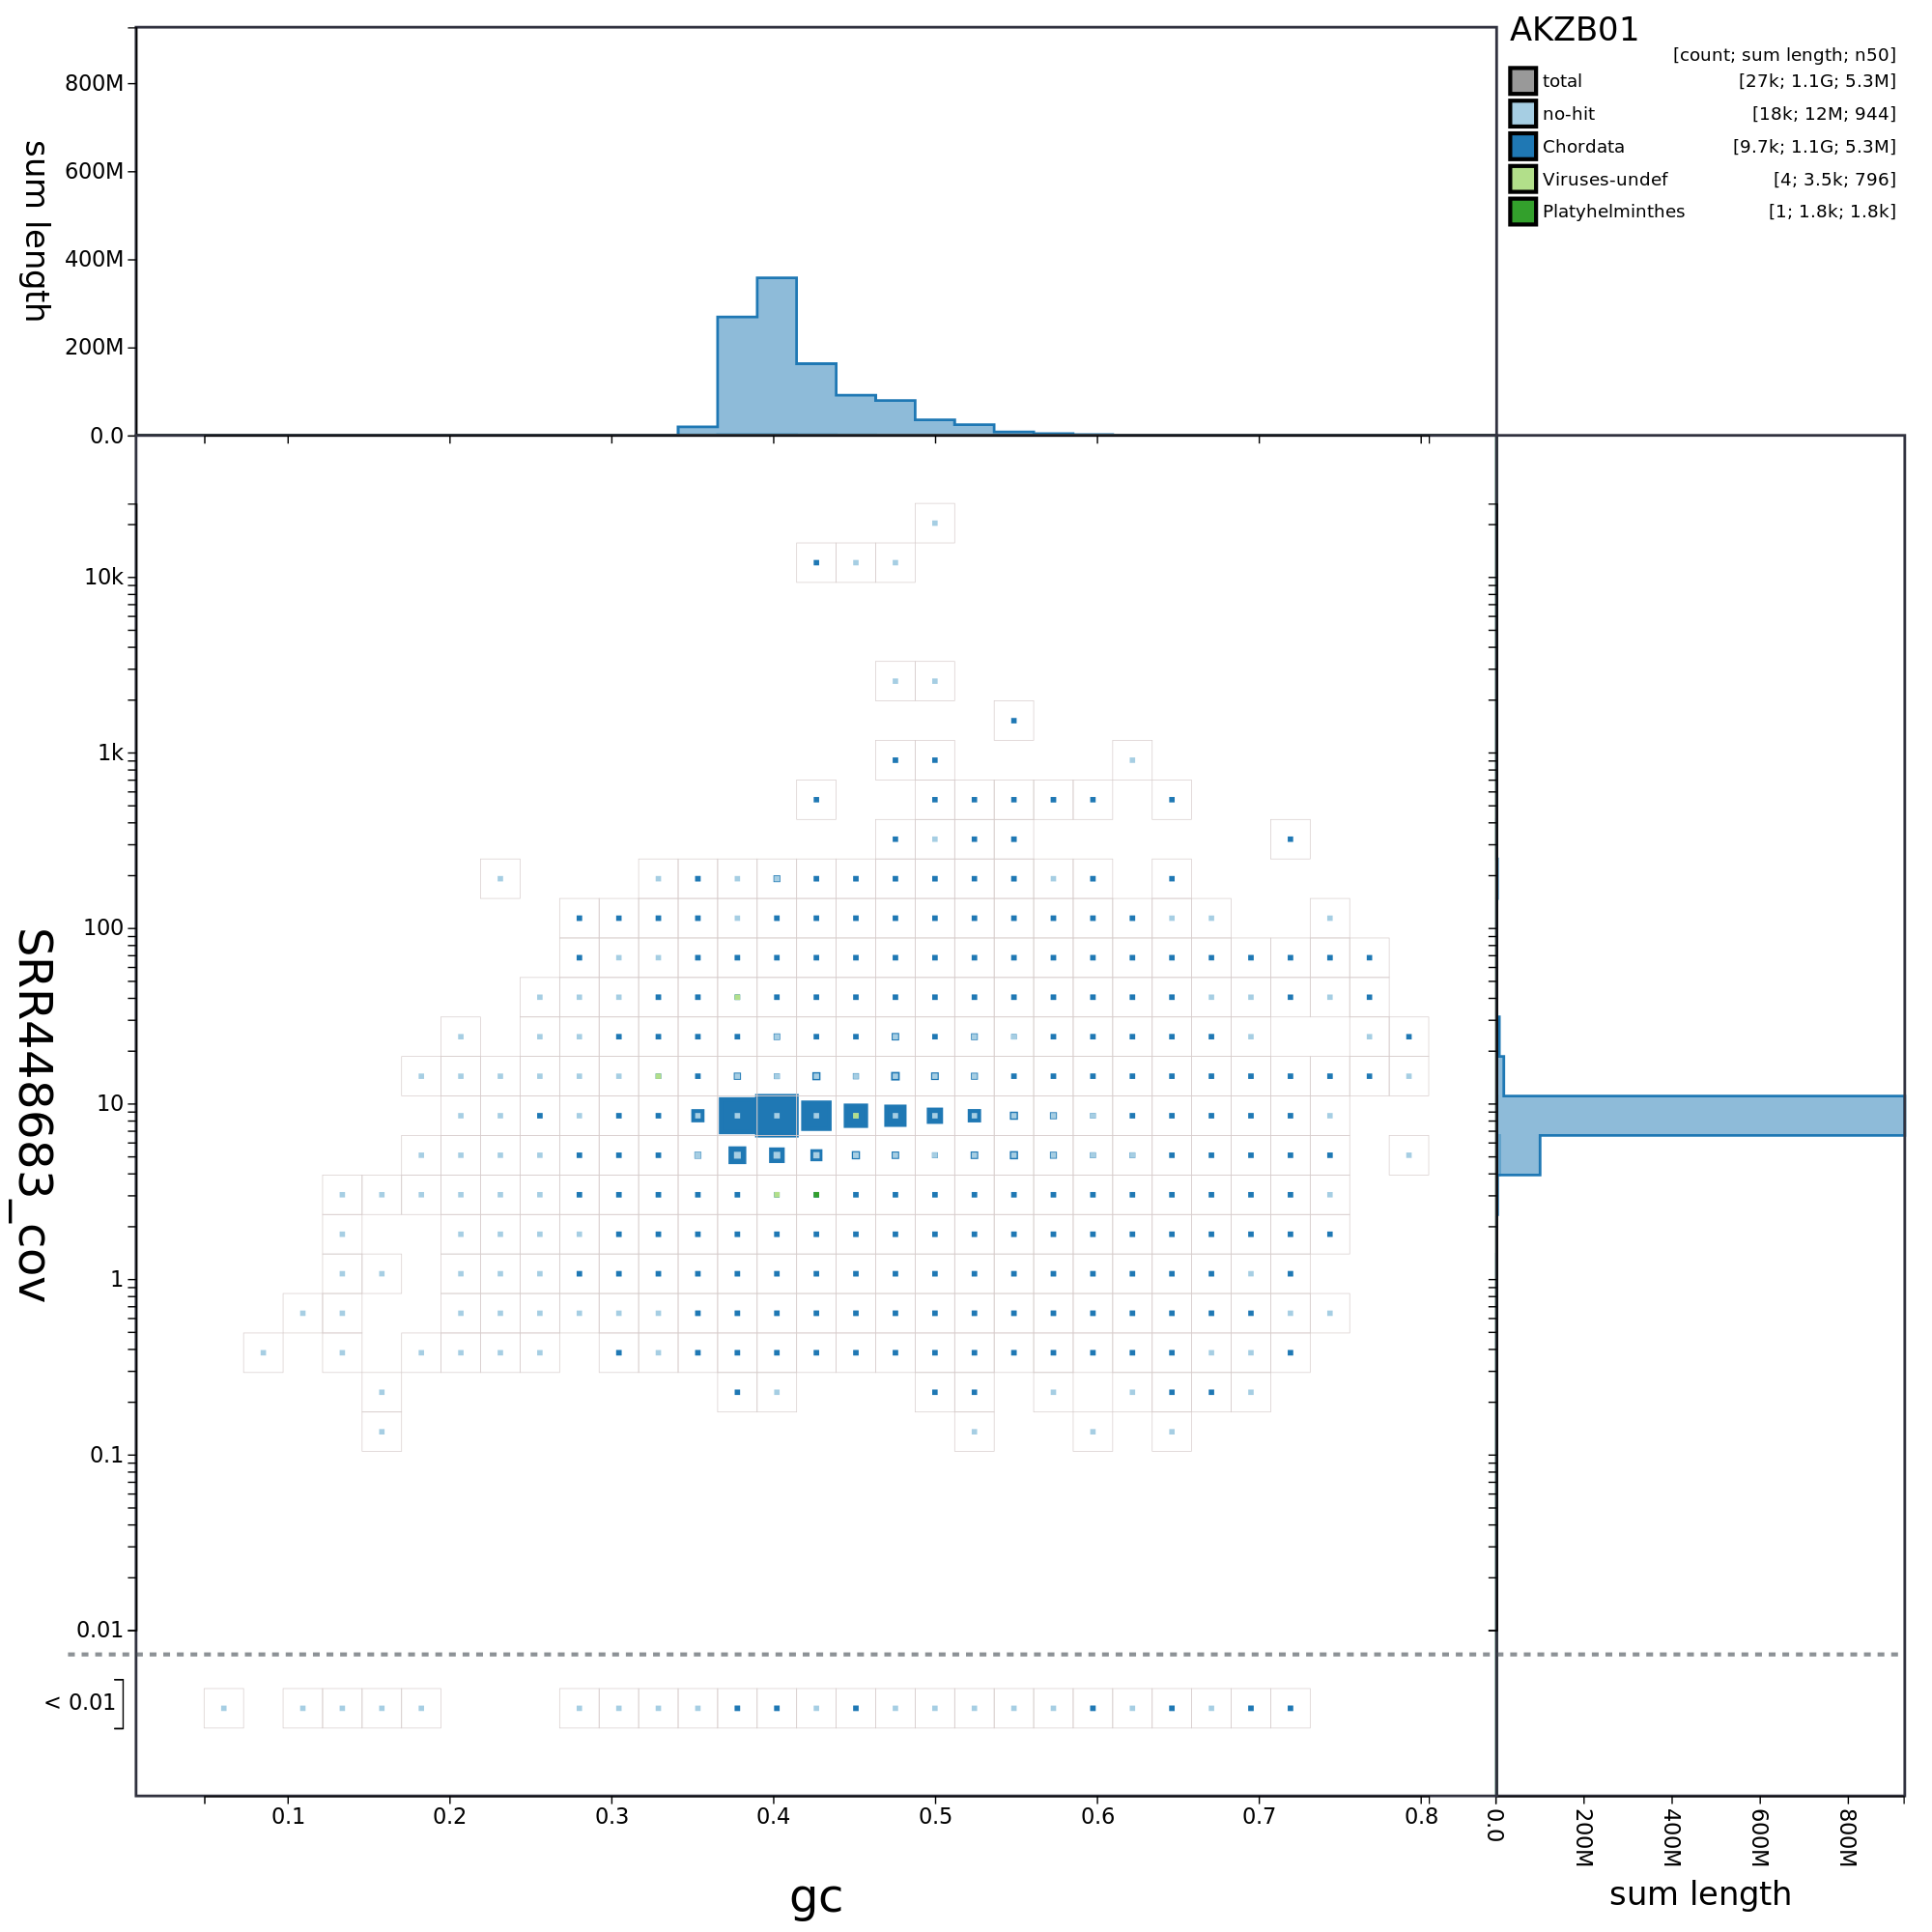 AKZB01
[count; sum length; n50]
total [27k; 1.1G; 5.3M]
no-hit [18k; 12M; 944]
Chordata [9.7k; 1.1G; 5.3M]
Viruses-undef [4; 3.5k; 796]
Platyhelminthes [1; 1.8k; 1.8k]
800M
600M
400M
200M
0.0
sum length
10k
1k
100
10
1
0.1
0.01
< 0.01
SRR448683_cov
0.1 0.2 0.3 0.4 0.5 0.6 0.7 0.8
gc
0.0 200M 400M 600M 800M
sum length